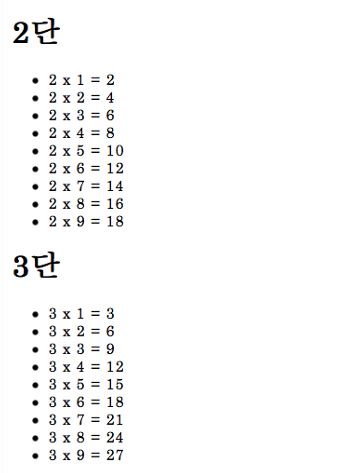 2단
• 2 x 1 = 2
• 2 x 2 = 4
• 2 x 3 = 6
• 2 x 4 = 8
• 2 x 5 = 10
• 2 x 6 = 12
• 2 x 7 = 14
• 2 x 8 = 16
• 2 x 9 = 18
3단
• 3 x 1 = 3
• 3 x 2 = 6
• 3 x 3 = 9
• 3 x 4 = 12
• 3 x 5 = 15
• 3 x 6 = 18
• 3 x 7 = 21
• 3 x 8 = 24
• 3 x 9 = 27